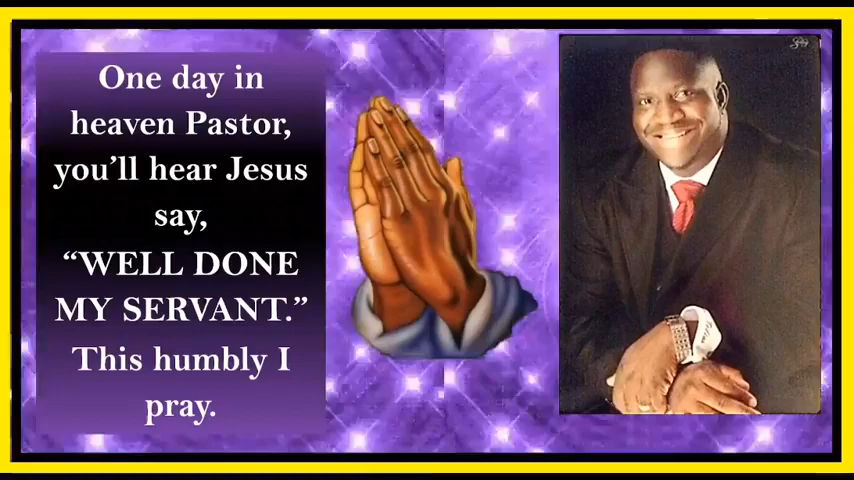 One day in
heaven Pastor,
you’ll hear Jesus
say,
“WELL DONE
MY SERVANT.”
This humbly I
pray.